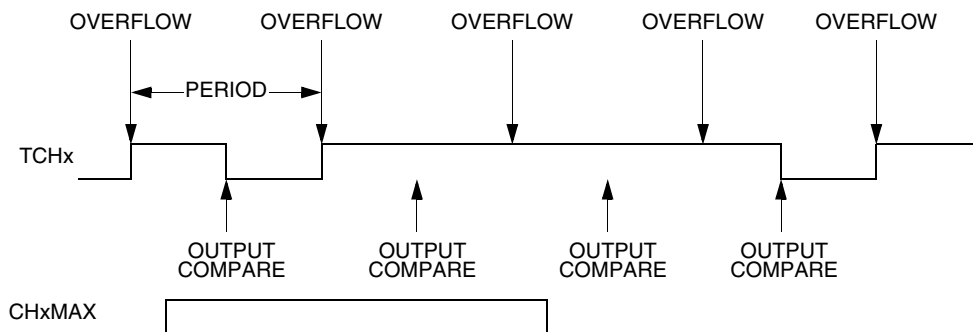 OVERFLOW OVERFLOW OVERFLOW OVERFLOW OVERFLOW
PERIOD
TCHx
OUTPUT COMPARE
OUTPUT COMPARE
OUTPUT COMPARE
OUTPUT COMPARE
CHxMAX